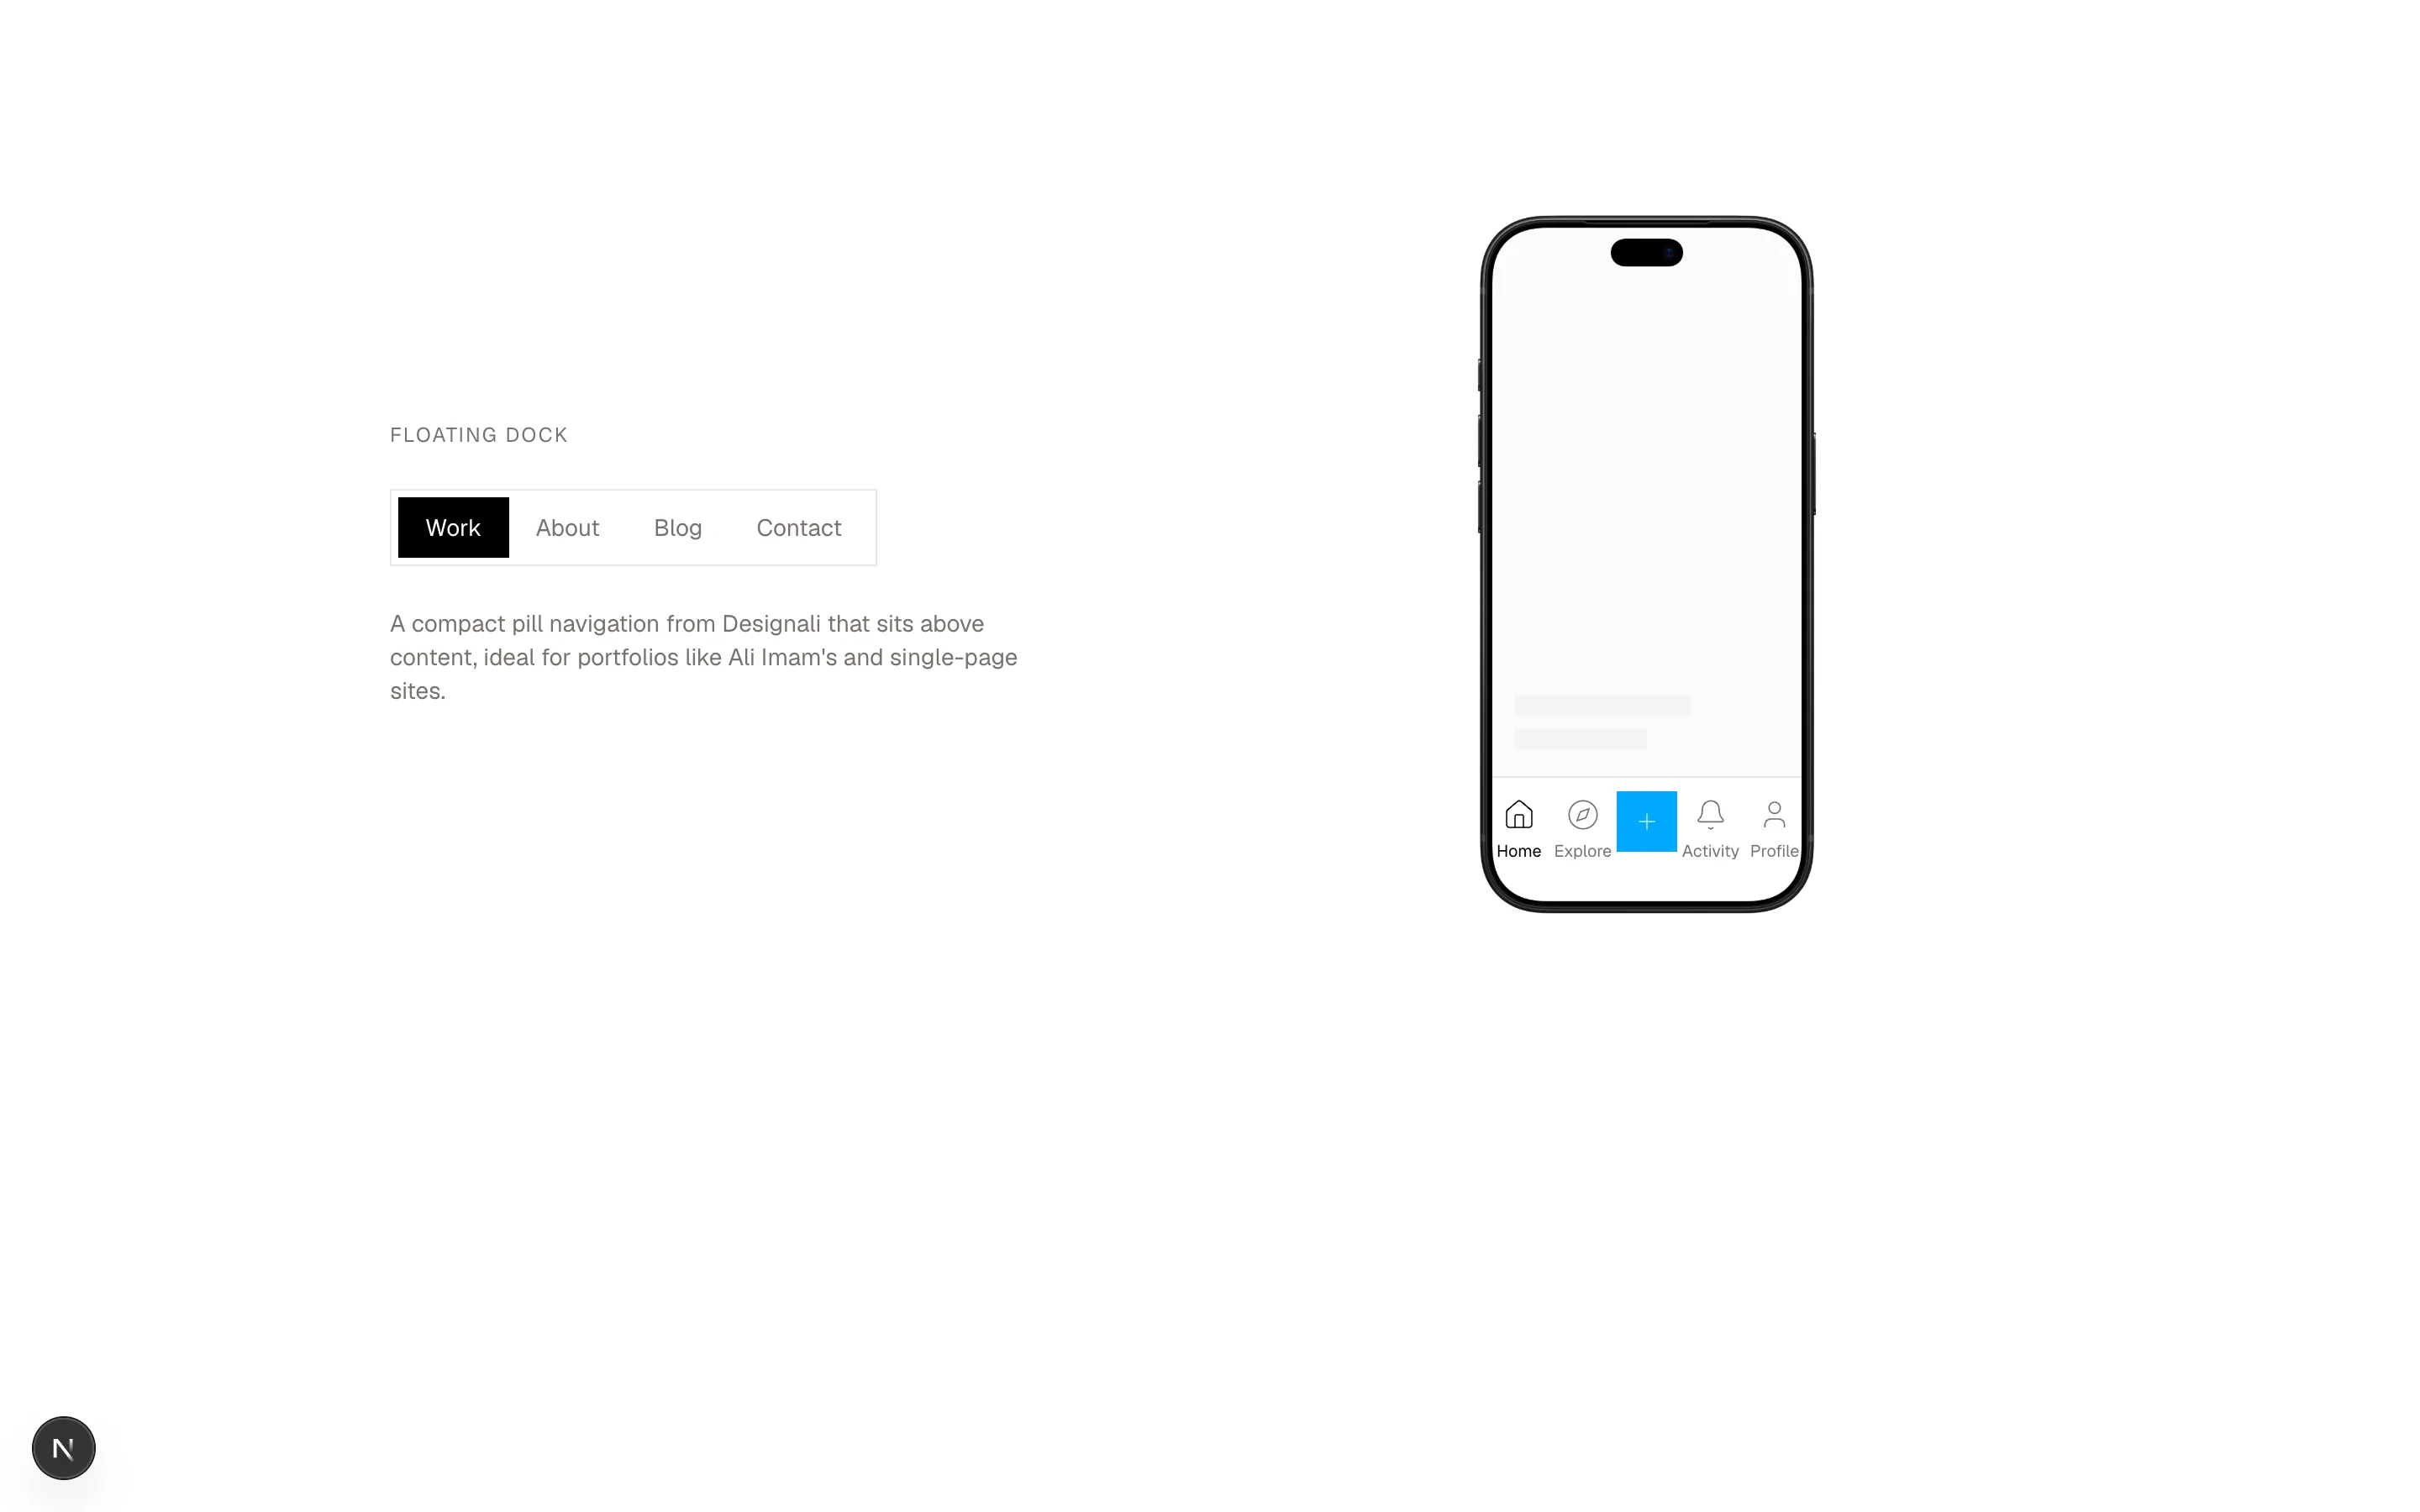 FLOATING DOCK
Work About Blog Contact
A compact pill navigation from Designali that sits above
content, ideal for portfolios like Ali Imam's and single-page
sites.
Home Explore Activity Profile
N